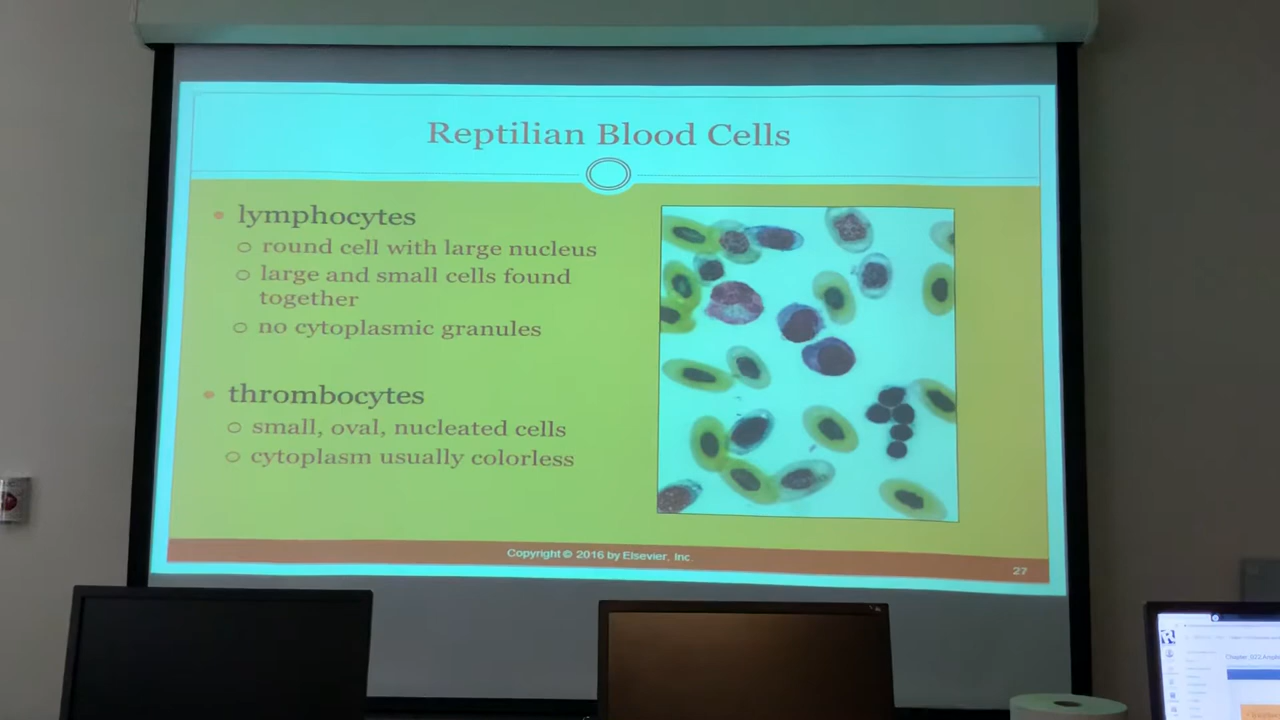 Reptilian Blood Cells
• lymphocytes
○ round cell with large nucleus
○ large and small cells found
together
○ no cytoplasmic granules
• thrombocytes
○ small, oval, nucleated cells
○ cytoplasm usually colorless
Copyright © 2016 by Elsevier, Inc.
27